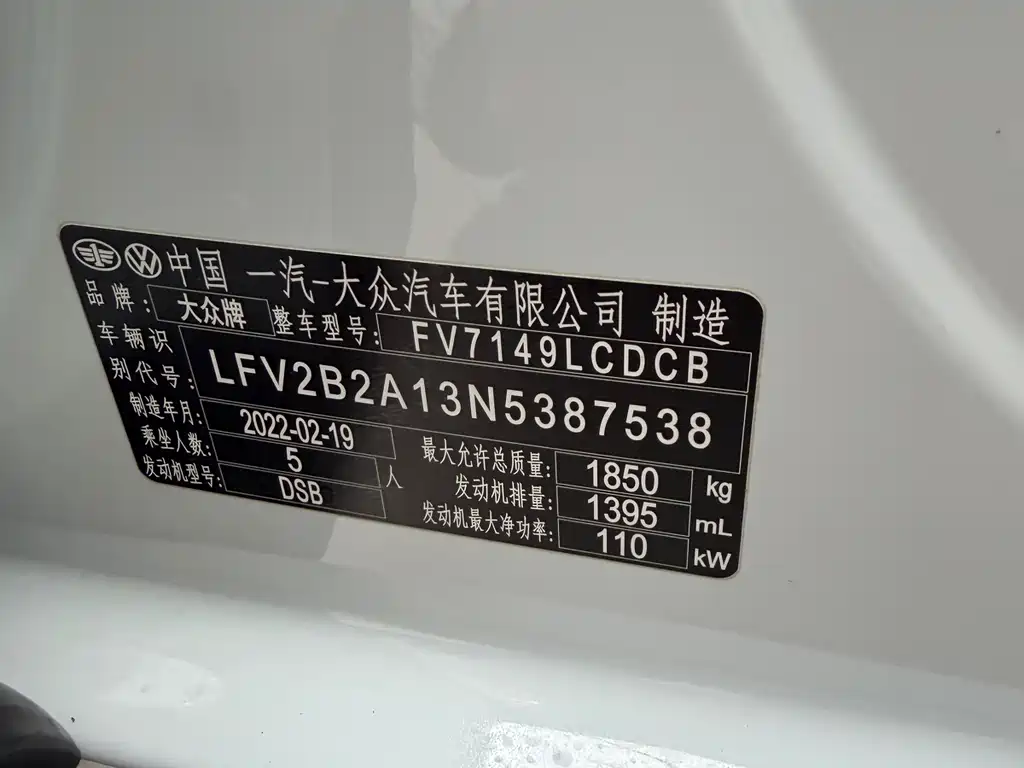 中国 一汽-大众汽车有限公司 制造
品牌: 大众牌 整车型号: FV7149LCDCB
车辆识别代号: LFV2B2A13N5387538
制造年月: 2022-02-19
乘坐人数: 5 人
发动机型号: DSB
最大允许总质量: 1850 kg
发动机排量: 1395 mL
发动机最大净功率: 110 kW